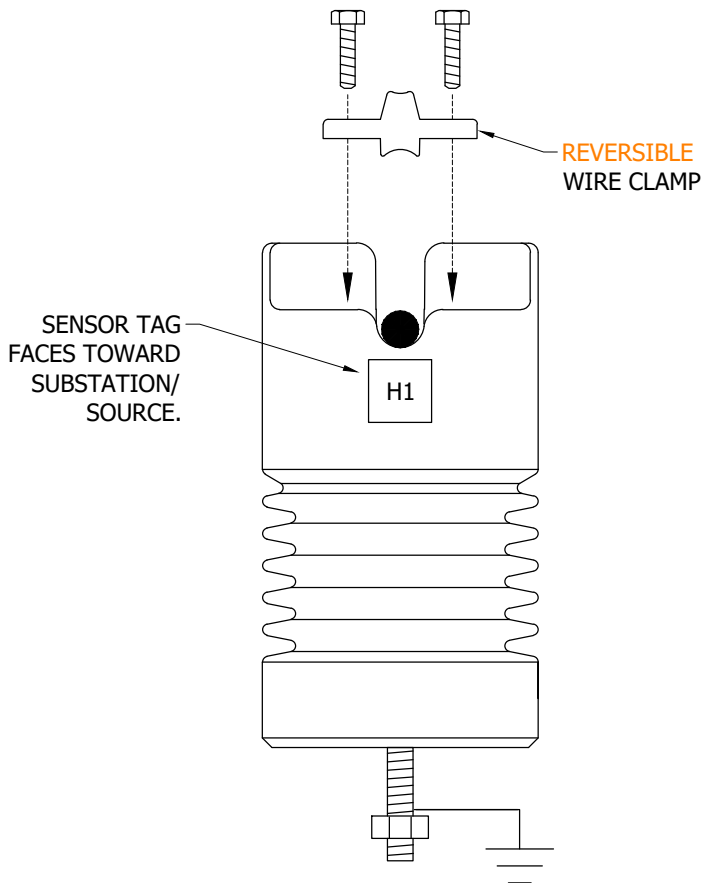 REVERSIBLE
WIRE CLAMP
SENSOR TAG
FACES TOWARD
SUBSTATION/
SOURCE.
H1